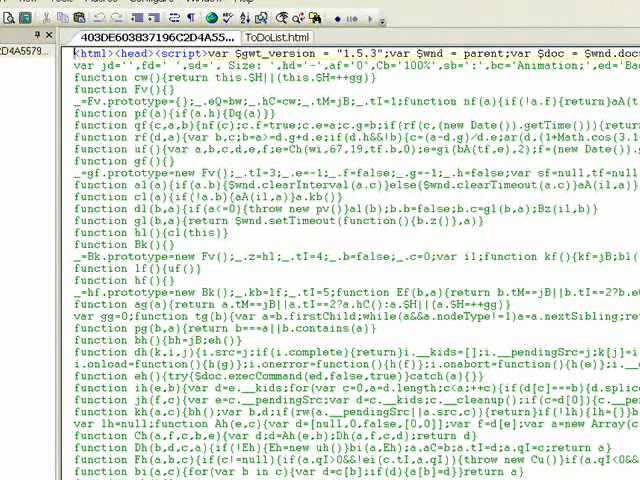 403DE603837196C2D4A55...
ToDoList.html
2D4A5579...
<html><head><script>var $gwt_version = "1.5.3";var $wnd = parent;var $doc = $wnd.docu
var jd='',fd=' ',sd=', Size: ',hd='-',af='0',Cb='100%',sb=':',bc='Animation;',ed='Bac
function cw(){return this.$H||(this.$H=++gg)}
function Fv(){}
_=Fv.prototype={};_.eQ=bw;_.hC=cw;_.tM=jB;_.tI=1;function nf(a){if(!a.f){return}aA(t
function pf(a){if(a.h){Dq(a)}}
function qf(c,a,b){nf(c);c.f=true;c.e=a;c.g=b;if(rf(c,(new Date()).getTime())){return
function rf(d,a){var b,c;b=a>=d.g+d.e;if(d.h&&!b){c=(a-d.g)/d.e;ar(d,(1+Math.cos(3.1
function uf(){var a,b,c,d,e,f;e=Ch(wi,67,19,tf.b,0);e=gi(bA(tf,e),2);f=(new Date()).g
function gf(){}
_=gf.prototype=new Fv();_.tI=3;_.e=-1;_.f=false;_.g=-1;_.h=false;var sf=null,tf=null
function al(a){if(a.b){$wnd.clearInterval(a.c)}else{$wnd.clearTimeout(a.c)}aA(il,a)}
function cl(a){if(!a.b){aA(il,a)}a.kb()}
function dl(b,a){if(a<=0){throw new pv()}al(b);b.b=false;b.c=gl(b,a);Bz(il,b)}
function gl(b,a){return $wnd.setTimeout(function(){b.z()},a)}
function hl(){cl(this)}
function Bk(){}
_=Bk.prototype=new Fv();_.z=hl;_.tI=4;_.b=false;_.c=0;var il;function kf(){kf=jB;bl(
function lf(){uf()}
function hf(){}
_=hf.prototype=new Bk();_.kb=lf;_.tI=5;function Ef(b,a){return b.tM==jB||b.tI==2?b.e
function ag(a){return a.tM==jB||a.tI==2?a.hC():a.$H||(a.$H=++gg)}
var gg=0;function tg(b){var a=b.firstChild;while(a&&a.nodeType!=1)a=a.nextSibling;re
function pg(b,a){return b===a||b.contains(a)}
function bh(){bh=jB;eh()}
function dh(k,i,j){i.src=j;if(i.complete){return}i.__kids=[];i.__pendingSrc=j;k[j]=i
i.onload=function(){h(g)};i.onerror=function(){h(f)};i.onabort=function(){h(e)};i.__
function eh(){try{$doc.execCommand(ed,false,true)}catch(a){}}
function ih(e,b){var d=e.__kids;for(var c=0,a=d.length;c<a;++c){if(d[c]===b){d.splice
function jh(f,c){var e=c.__pendingSrc;var d=c.__kids;c.__cleanup();if(c=d[0]){c.__pe
function kh(a,c){bh();var b,d;if(rw(a.__pendingSrc||a.src,c)){return}if(!lh){lh={}}b
var lh=null;function Ah(e,c){var d=[null,0,false,[0,0]];var f=d[e];var a=new Array(c
function Ch(a,f,c,b,e){var d;d=Ah(e,b);Dh(a,f,c,d);return d}
function Dh(b,d,c,a){if(!Eh){Eh=new uh()}bi(a,Eh);a.aC=b;a.tI=d;a.qI=c;return a}
function Fh(a,b,c){if(c!=null){if(a.qI>0&&!ei(c.tI,a.qI)){throw new Cu()}if(a.qI<0&&
function bi(a,c){for(var b in c){var d=c[b];if(d){a[b]=d}}return a}